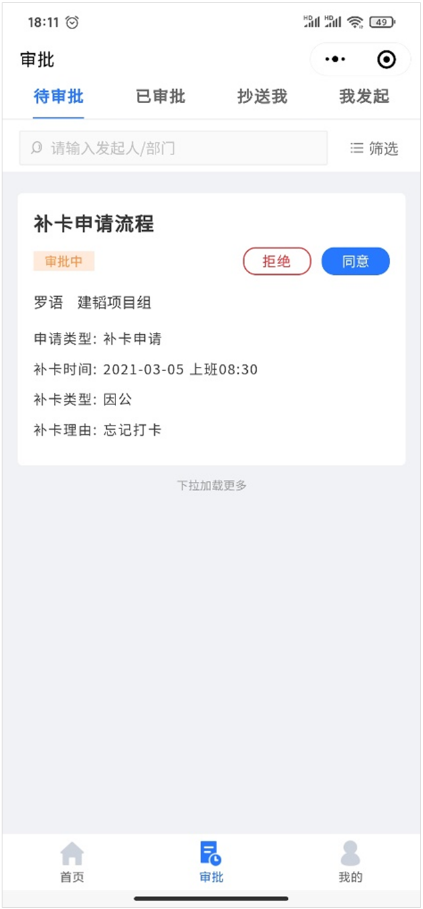 18:11
HD HD 49
审批
待审批 已审批 抄送我 我发起
请输入发起人/部门 筛选
补卡申请流程
审批中 拒绝 同意
罗语 建韬项目组
申请类型: 补卡申请
补卡时间: 2021-03-05 上班08:30
补卡类型: 因公
补卡理由: 忘记打卡
下拉加载更多
首页 审批 我的